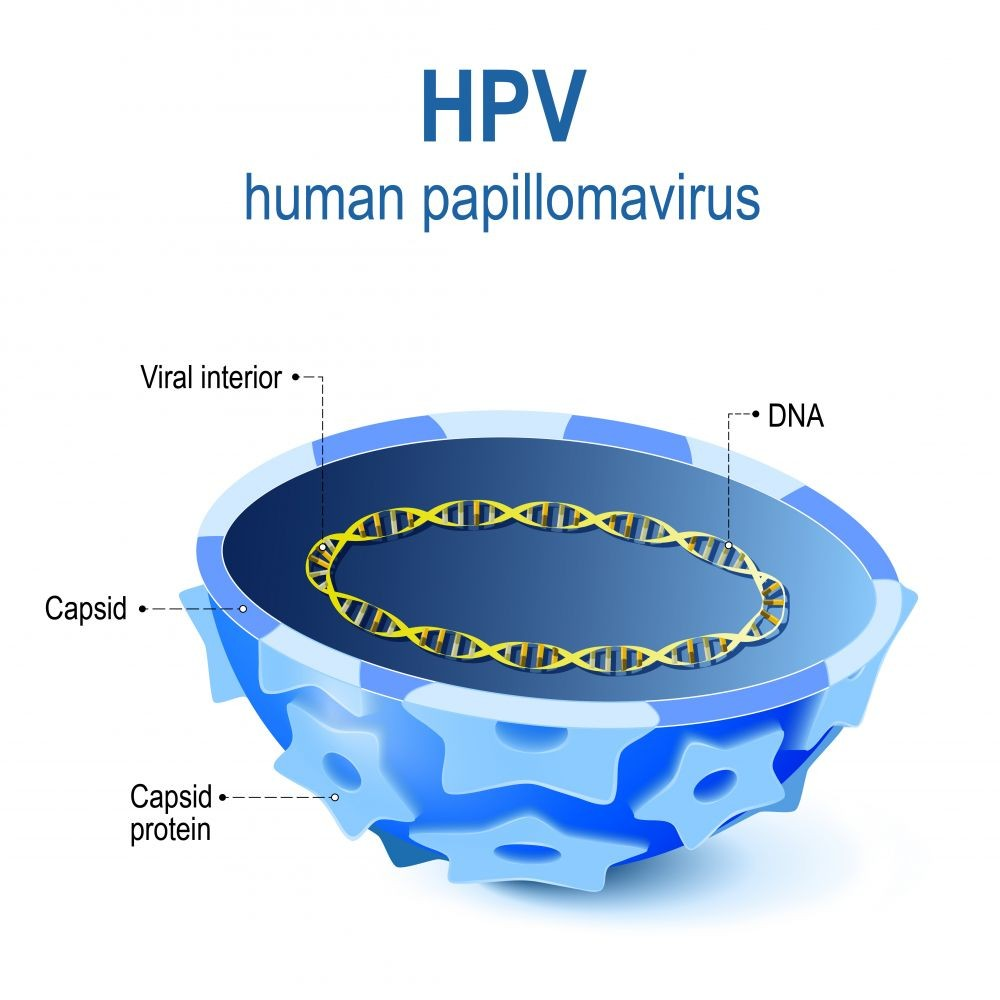 HPV
human papillomavirus
Viral interior
DNA
Capsid
Capsid
protein